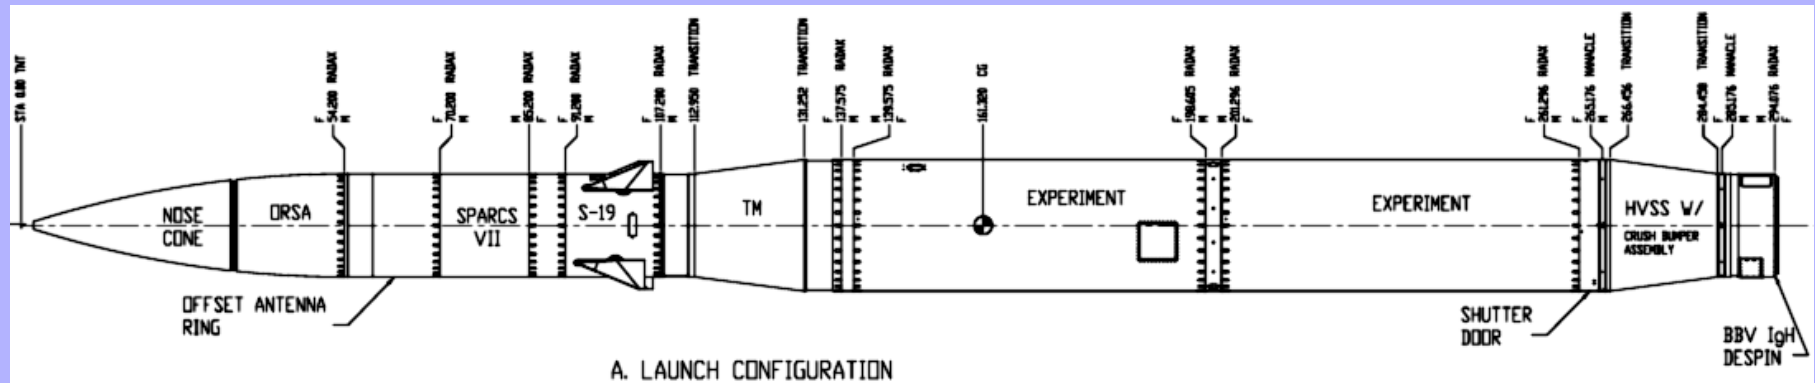 STA 0.00 TNT
F 54.200 RADAX M
F 70.200 RADAX M
M 85.200 RADAX F
F 91.200 RADAX M
F 107.200 RADAX M
112.950 TRANSITION
131.252 TRANSITION
F 137.575 RADAX M
M 139.575 RADAX F
161.320 CG
F 198.605 RADAX M
M 201.296 RADAX F
F 261.296 RADAX M
F 265.176 MANACLE M
266.456 TRANSITION
284.458 TRANSITION
F 285.176 MANACLE M
M 294.076 RADAX F
NOSE
CONE
ORSA
SPARCS
VII
S-19
TM
EXPERIMENT
EXPERIMENT
HVSS W/
CRUSH BUMPER
ASSEMBLY
OFFSET ANTENNA
RING
SHUTTER
DOOR
BBV IgH
DESPIN
A. LAUNCH CONFIGURATION